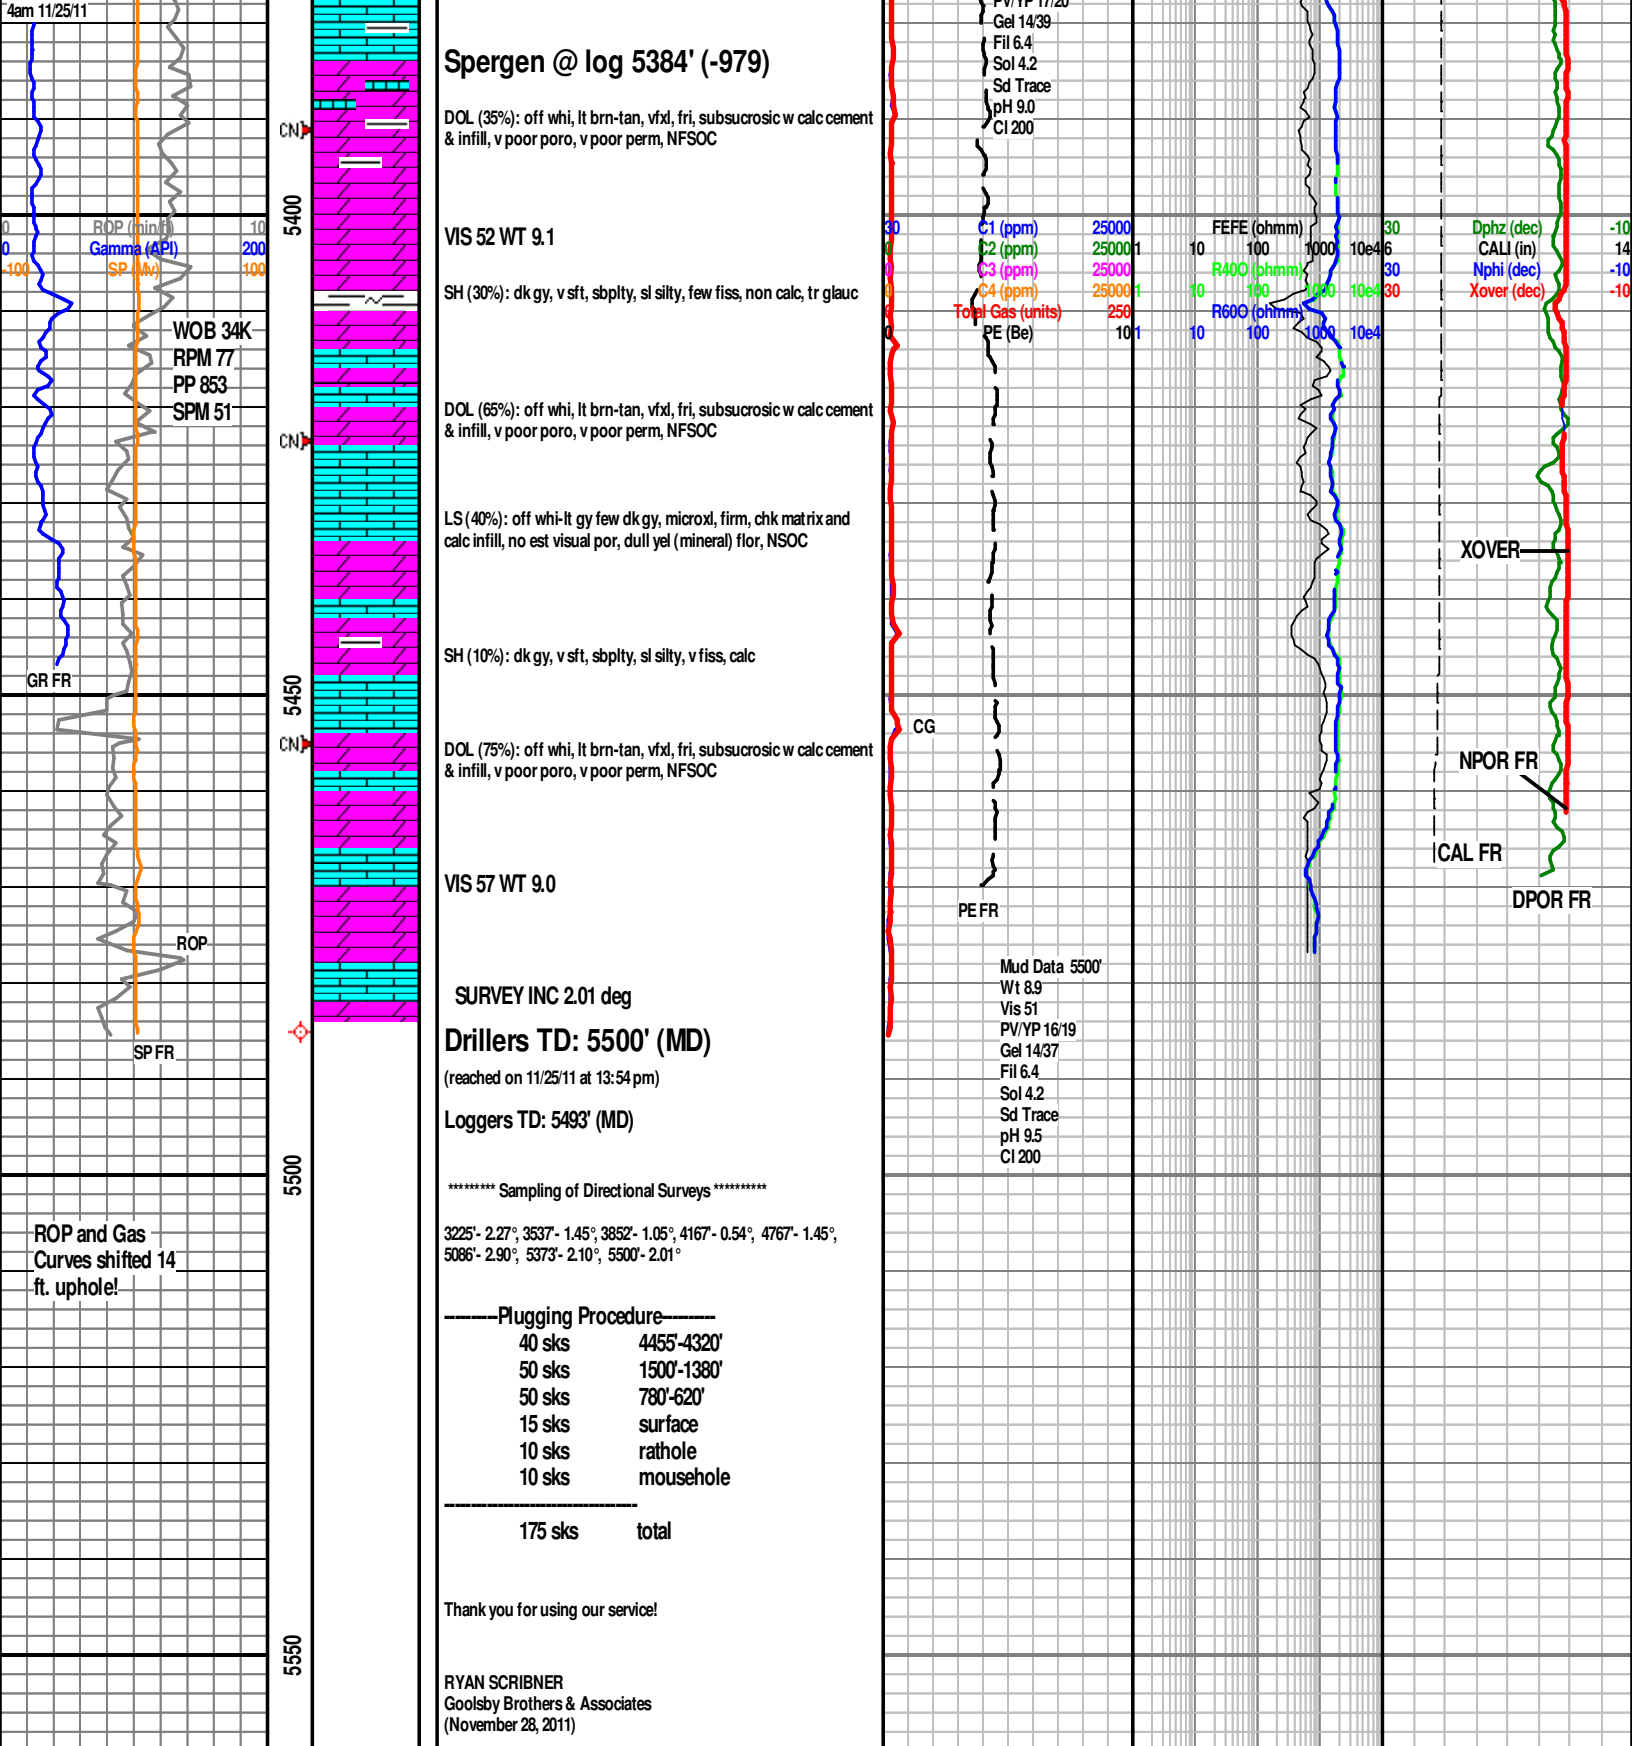 4am 11/25/11
PV/YP 17/20
Gel 14/39
Fil 6.4
Sol 4.2
Sd Trace
pH 9.0
Cl 200
Spergen @ log 5384' (-979)
DOL (35%): off whi, lt brn-tan, vfxl, fri, subsucrosic w calc cement
& infill, v poor poro, v poor perm, NFSOC
CN
5400
0 ROP (min/ft) 10
0 Gamma (API) 200
-100 SP (Mv) 100
VIS 52 WT 9.1
C1 (ppm) 25000
C2 (ppm) 25000
C3 (ppm) 25000
C4 (ppm) 25000
Total Gas (units) 250
0 PE (Be) 10
FEFE (ohmm)
1 10 100 1000 10e4
R40O (ohmm)
1 10 100 1000 10e4
R60O (ohmm)
1 10 100 1000 10e4
30 Dphz (dec) -10
6 CALI (in) 14
30 Nphi (dec) -10
30 Xover (dec) -10
SH (30%): dk gy, v sft, sbplty, sl silty, few fiss, non calc, tr glauc
WOB 34K
RPM 77
PP 853
SPM 51
DOL (65%): off whi, lt brn-tan, vfxl, fri, subsucrosic w calc cement
& infill, v poor poro, v poor perm, NFSOC
CN
LS (40%): off whi-lt gy few dk gy, microxl, firm, chk matrix and
calc infill, no est visual por, dull yel (mineral) flor, NSOC
XOVER
SH (10%): dk gy, v sft, sbplty, sl silty, v fiss, calc
GR FR
5450
CG
CN
DOL (75%): off whi, lt brn-tan, vfxl, fri, subsucrosic w calc cement
& infill, v poor poro, v poor perm, NFSOC
NPOR FR
CAL FR
VIS 57 WT 9.0
DPOR FR
PE FR
ROP
Mud Data 5500'
Wt 8.9
Vis 51
PV/YP 16/19
Gel 14/37
Fil 6.4
Sol 4.2
Sd Trace
pH 9.5
Cl 200
SURVEY INC 2.01 deg
Drillers TD: 5500' (MD)
SP FR
(reached on 11/25/11 at 13:54 pm)
Loggers TD: 5493' (MD)
5500
********* Sampling of Directional Surveys **********
3225'- 2.27°, 3537'- 1.45°, 3852'- 1.05°, 4167'- 0.54°, 4767'- 1.45°,
5086'- 2.90°, 5373'- 2.10°, 5500'- 2.01°
ROP and Gas
Curves shifted 14
ft. uphole!
----------Plugging Procedure----------
40 sks 4455'-4320'
50 sks 1500'-1380'
50 sks 780'-620'
15 sks surface
10 sks rathole
10 sks mousehole
------------------------------------
175 sks total
Thank you for using our service!
5550
RYAN SCRIBNER
Goolsby Brothers & Associates
(November 28, 2011)